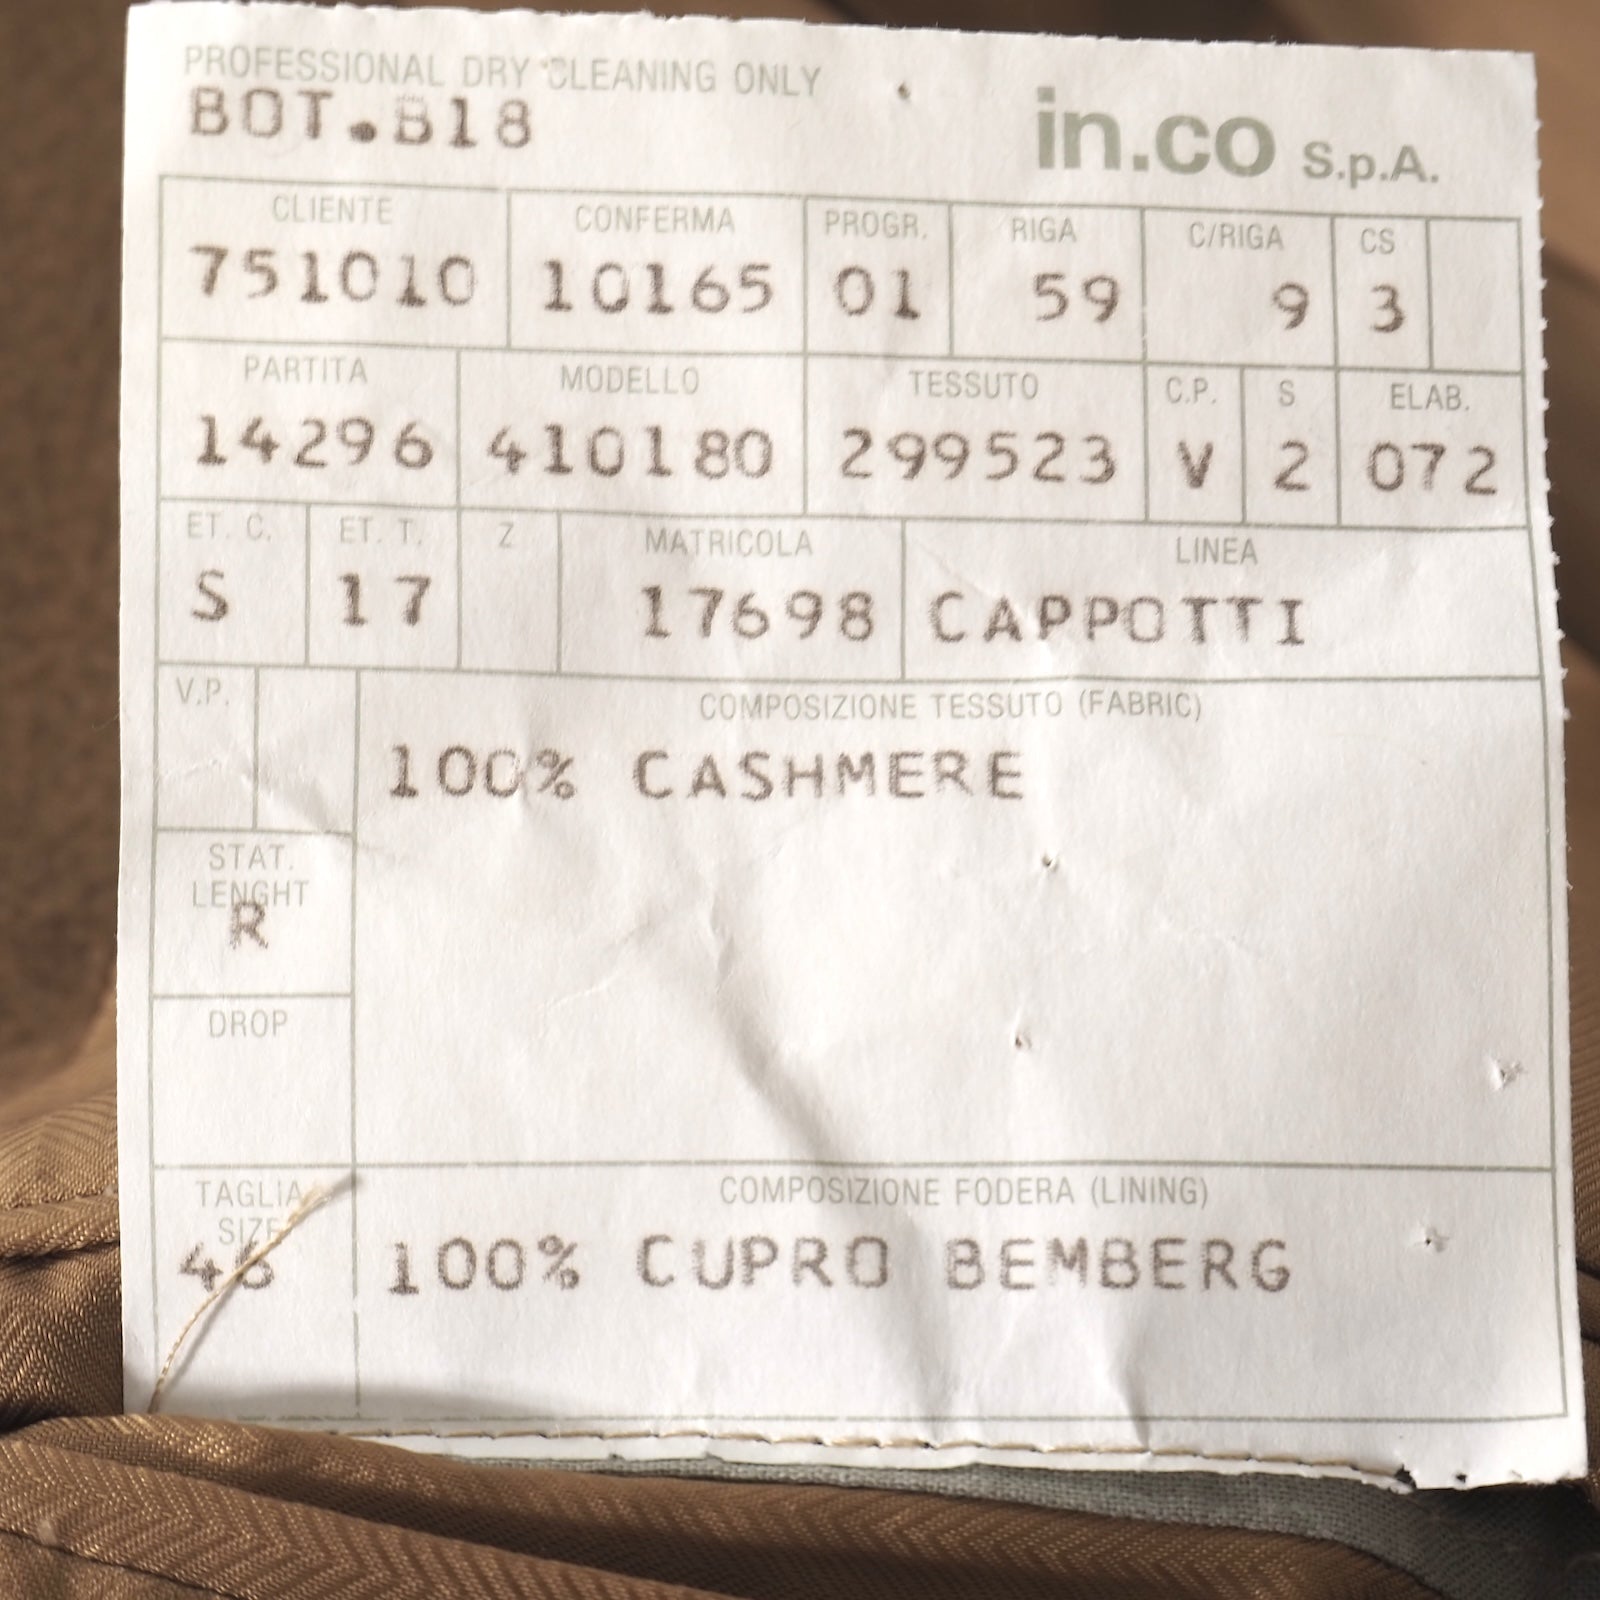 PROFESSIONAL DRY CLEANING ONLY
BOT.B18
in.co S.p.A.
CLIENTE CONFERMA PROGR. RIGA C/RIGA CS
751010 10165 01 59 9 3
PARTITA MODELLO TESSUTO C.P. S ELAB.
14296 410180 299523 V 2 072
ET. C. ET. T. Z MATRICOLA LINEA
S 17 17698 CAPPOTTI
V.P. COMPOSIZIONE TESSUTO (FABRIC)
100% CASHMERE
STAT.
LENGHT
R
DROP
TAGLIA COMPOSIZIONE FODERA (LINING)
SIZE
46 100% CUPRO BEMBERG